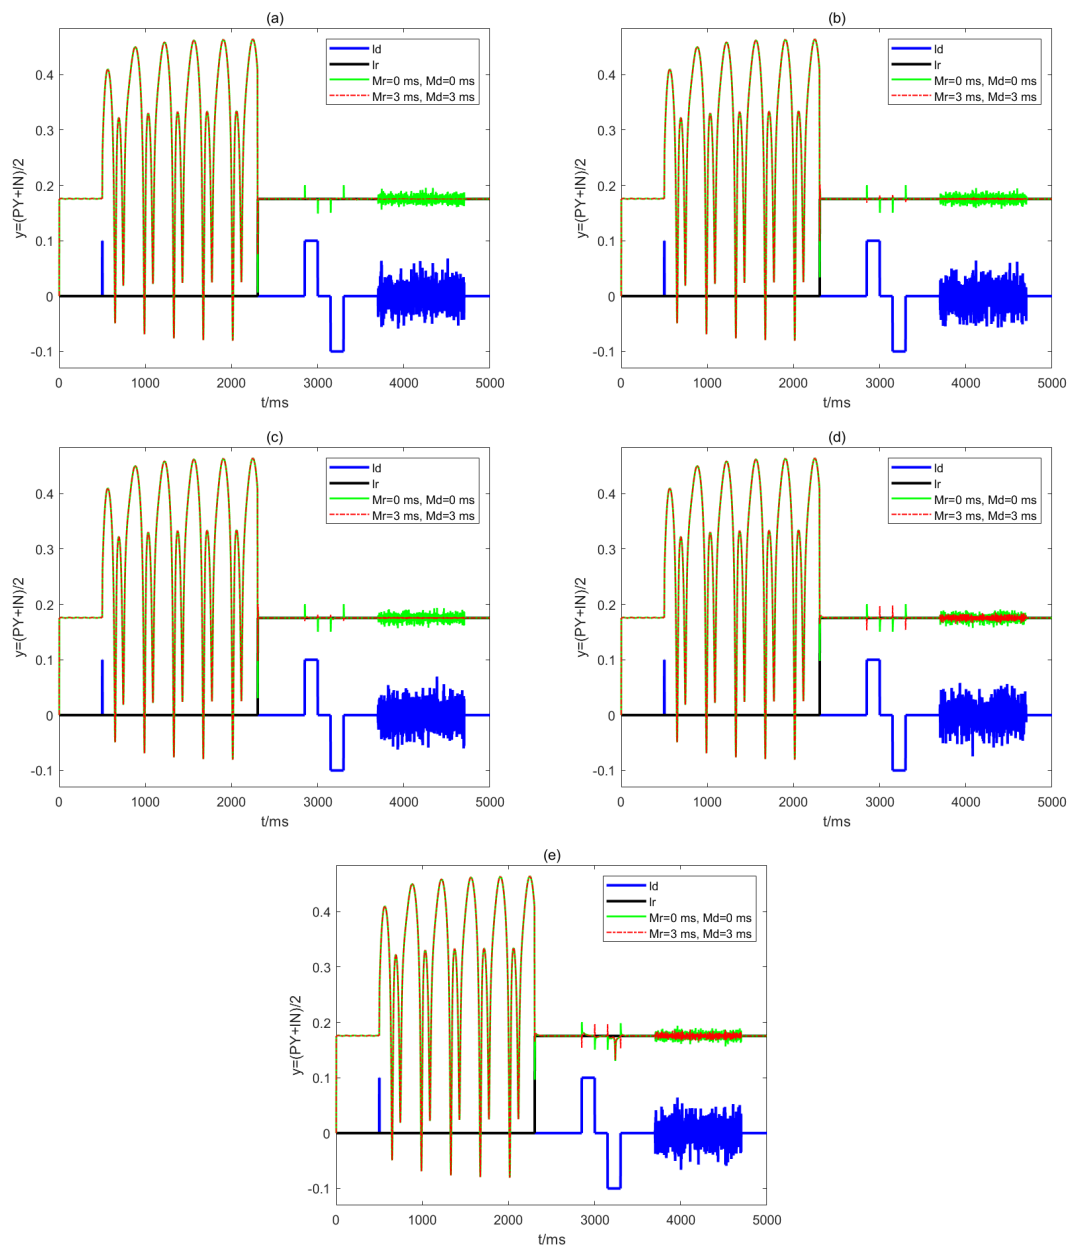 (a)
y=(PY+IN)/2
0.4
0.3
0.2
0.1
0
-0.1
Id
Ir
Mr=0 ms, Md=0 ms
Mr=3 ms, Md=3 ms
0 1000 2000 3000 4000 5000
t/ms
(b)
y=(PY+IN)/2
0.4
0.3
0.2
0.1
0
-0.1
Id
Ir
Mr=0 ms, Md=0 ms
Mr=3 ms, Md=3 ms
0 1000 2000 3000 4000 5000
t/ms
(c)
y=(PY+IN)/2
0.4
0.3
0.2
0.1
0
-0.1
Id
Ir
Mr=0 ms, Md=0 ms
Mr=3 ms, Md=3 ms
0 1000 2000 3000 4000 5000
t/ms
(d)
y=(PY+IN)/2
0.4
0.3
0.2
0.1
0
-0.1
Id
Ir
Mr=0 ms, Md=0 ms
Mr=3 ms, Md=3 ms
0 1000 2000 3000 4000 5000
t/ms
(e)
y=(PY+IN)/2
0.4
0.3
0.2
0.1
0
-0.1
Id
Ir
Mr=0 ms, Md=0 ms
Mr=3 ms, Md=3 ms
0 1000 2000 3000 4000 5000
t/ms